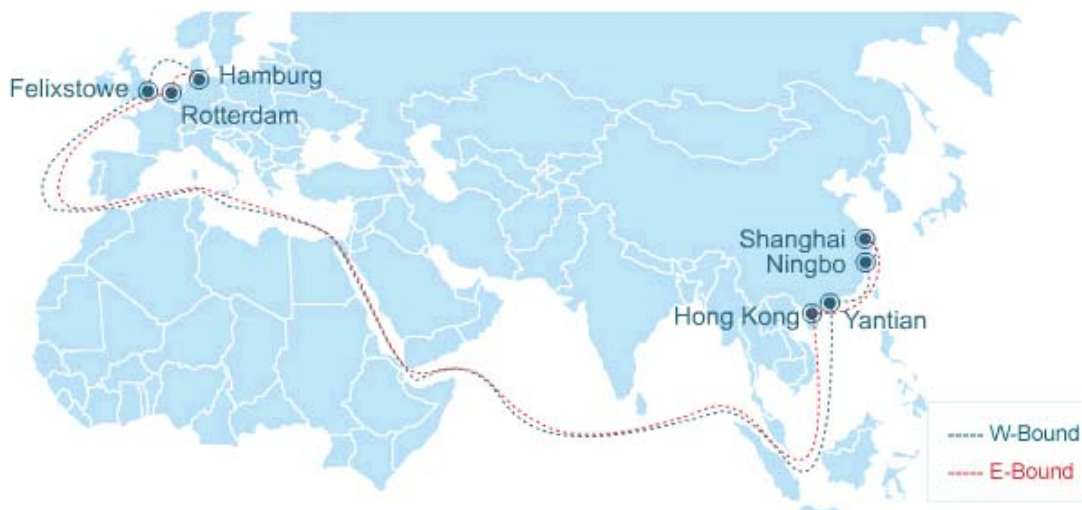 Hamburg
Felixstowe
Rotterdam
Shanghai
Ningbo
Hong Kong
Yantian
W-Bound
E-Bound